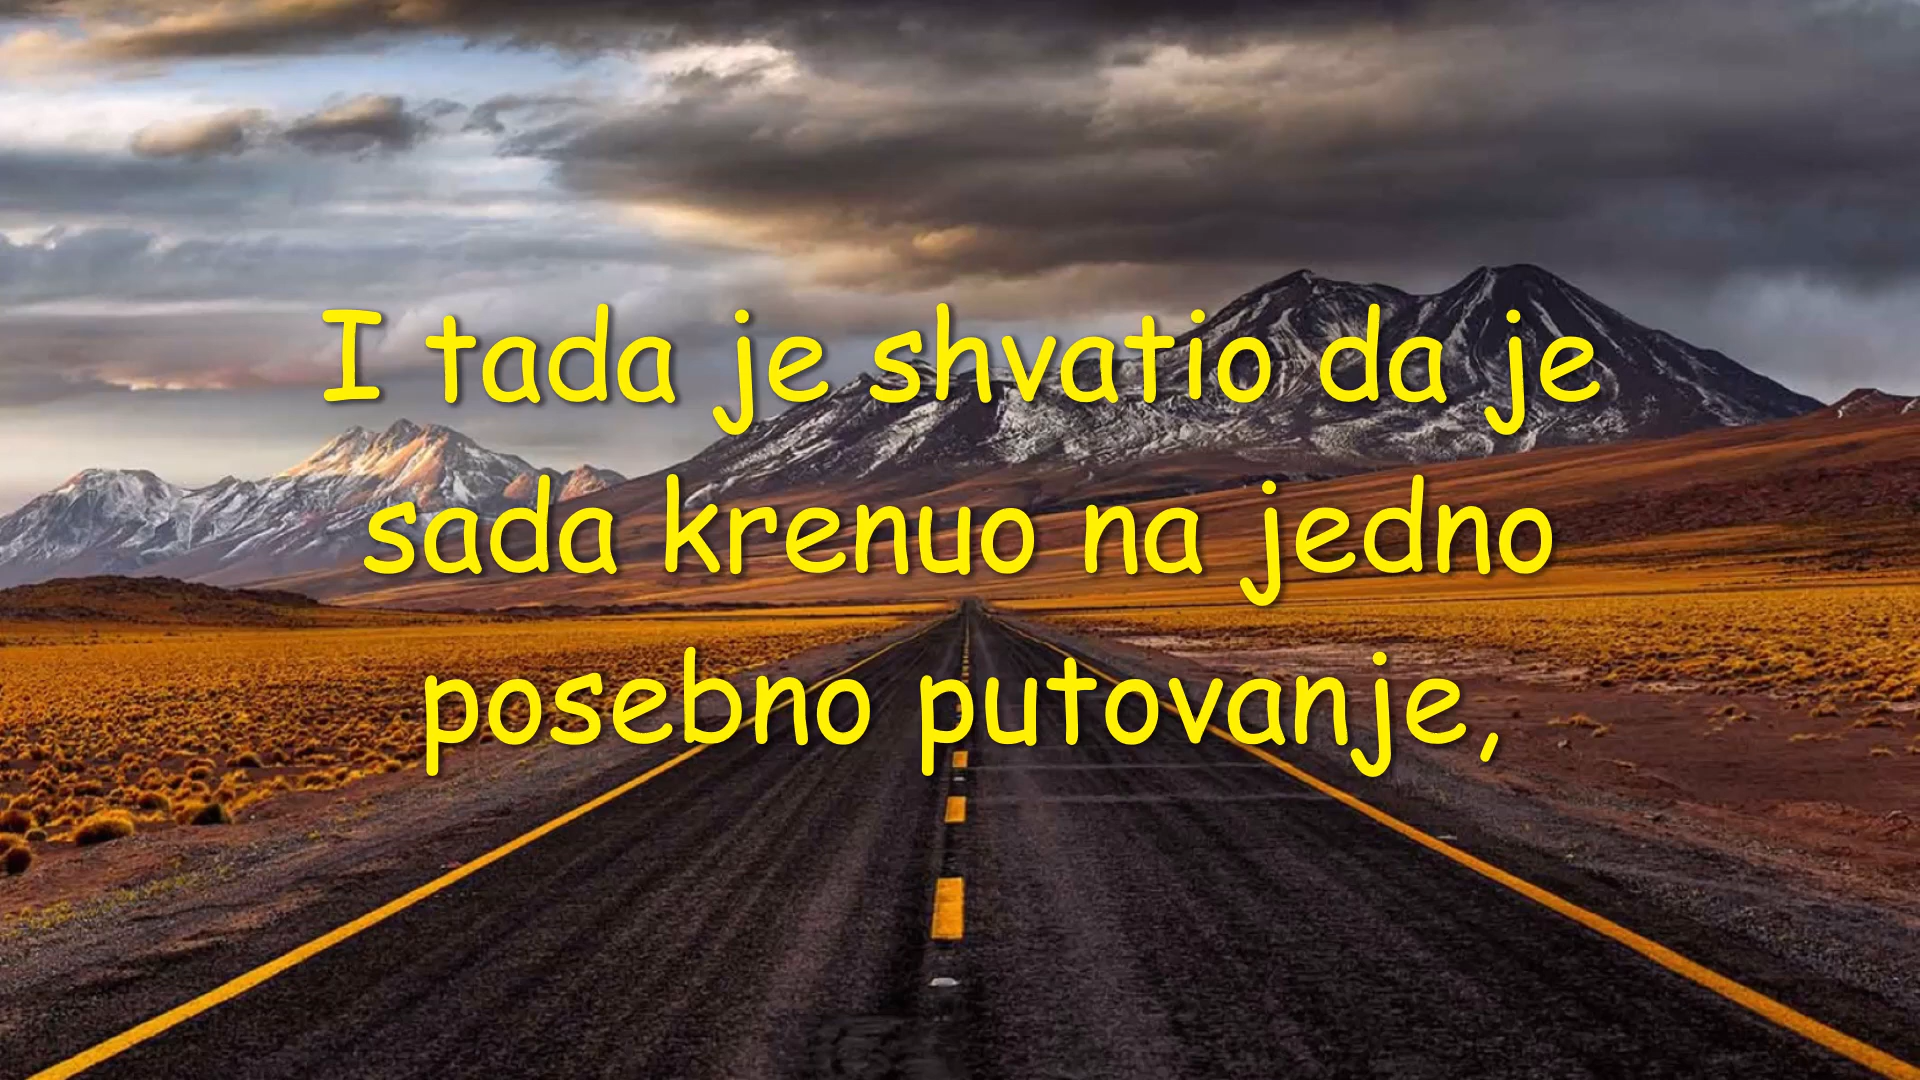 I tada je shvatio da je
sada krenuo na jedno
posebno putovanje,